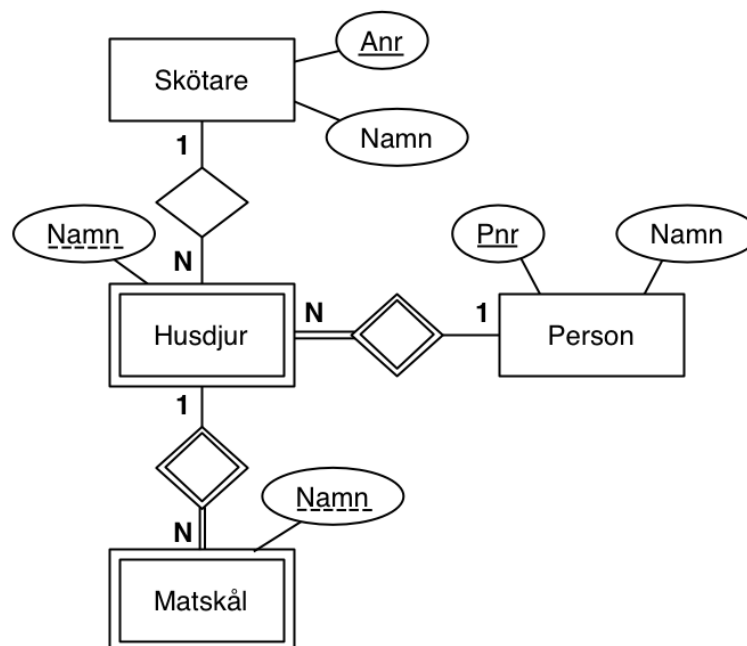 Anr
Skötare
Namn
1
Namn
Pnr
Namn
N
N
1
Husdjur
Person
1
Namn
N
Matskål